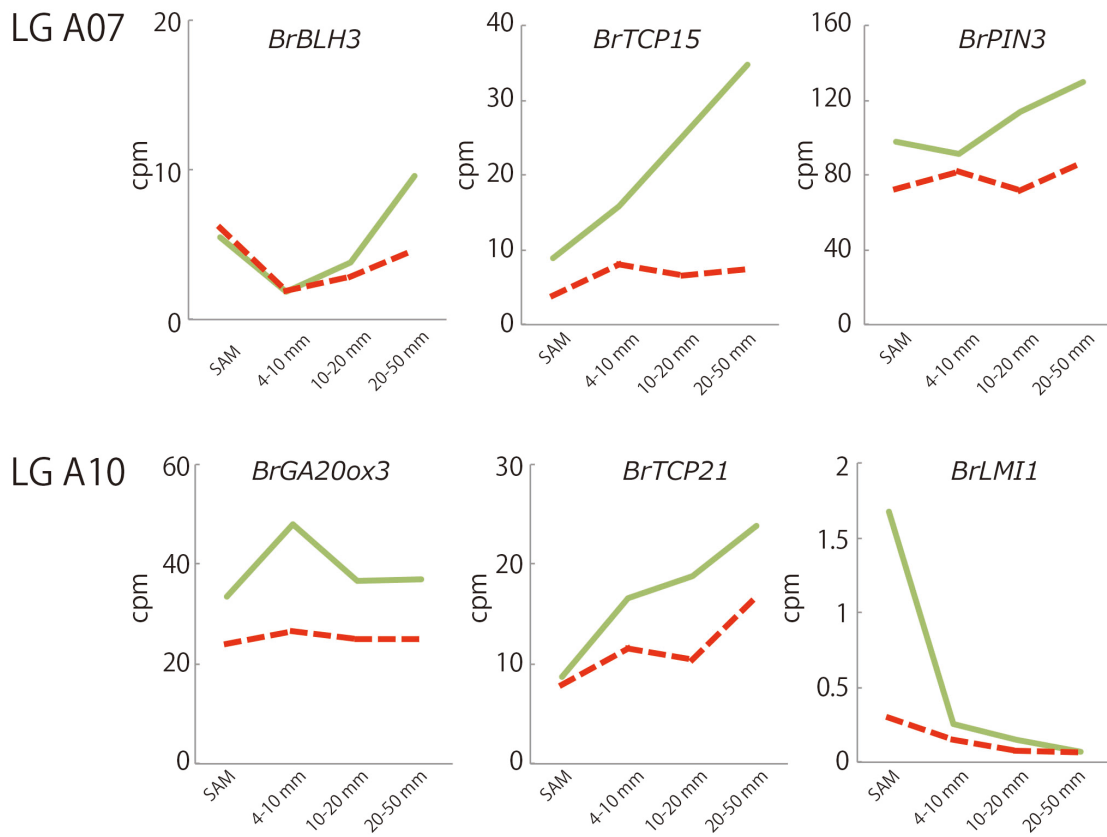 LG A07
BrBLH3
20
10
0
cpm
SAM
4-10 mm
10-20 mm
20-50 mm
BrTCP15
40
30
20
10
0
cpm
SAM
4-10 mm
10-20 mm
20-50 mm
BrPIN3
160
120
80
40
0
cpm
SAM
4-10 mm
10-20 mm
20-50 mm
LG A10
BrGA20ox3
60
40
20
0
cpm
SAM
4-10 mm
10-20 mm
20-50 mm
BrTCP21
30
20
10
0
cpm
SAM
4-10 mm
10-20 mm
20-50 mm
BrLMI1
2
1.5
1
0.5
0
cpm
SAM
4-10 mm
10-20 mm
20-50 mm